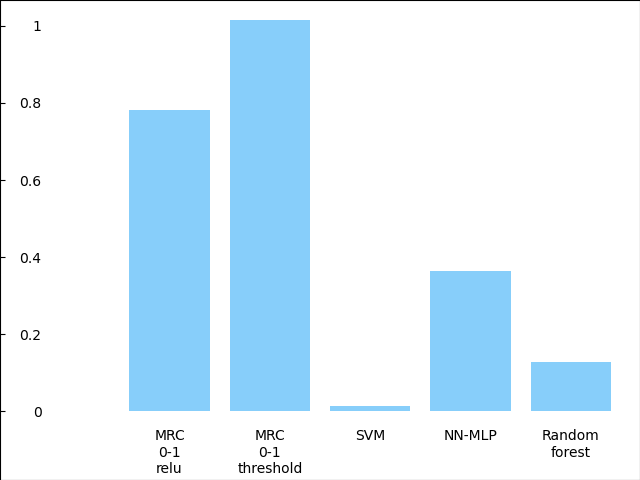 1
0.8
0.6
0.4
0.2
0
MRC
0-1
relu
MRC
0-1
threshold
SVM
NN-MLP
Random
forest